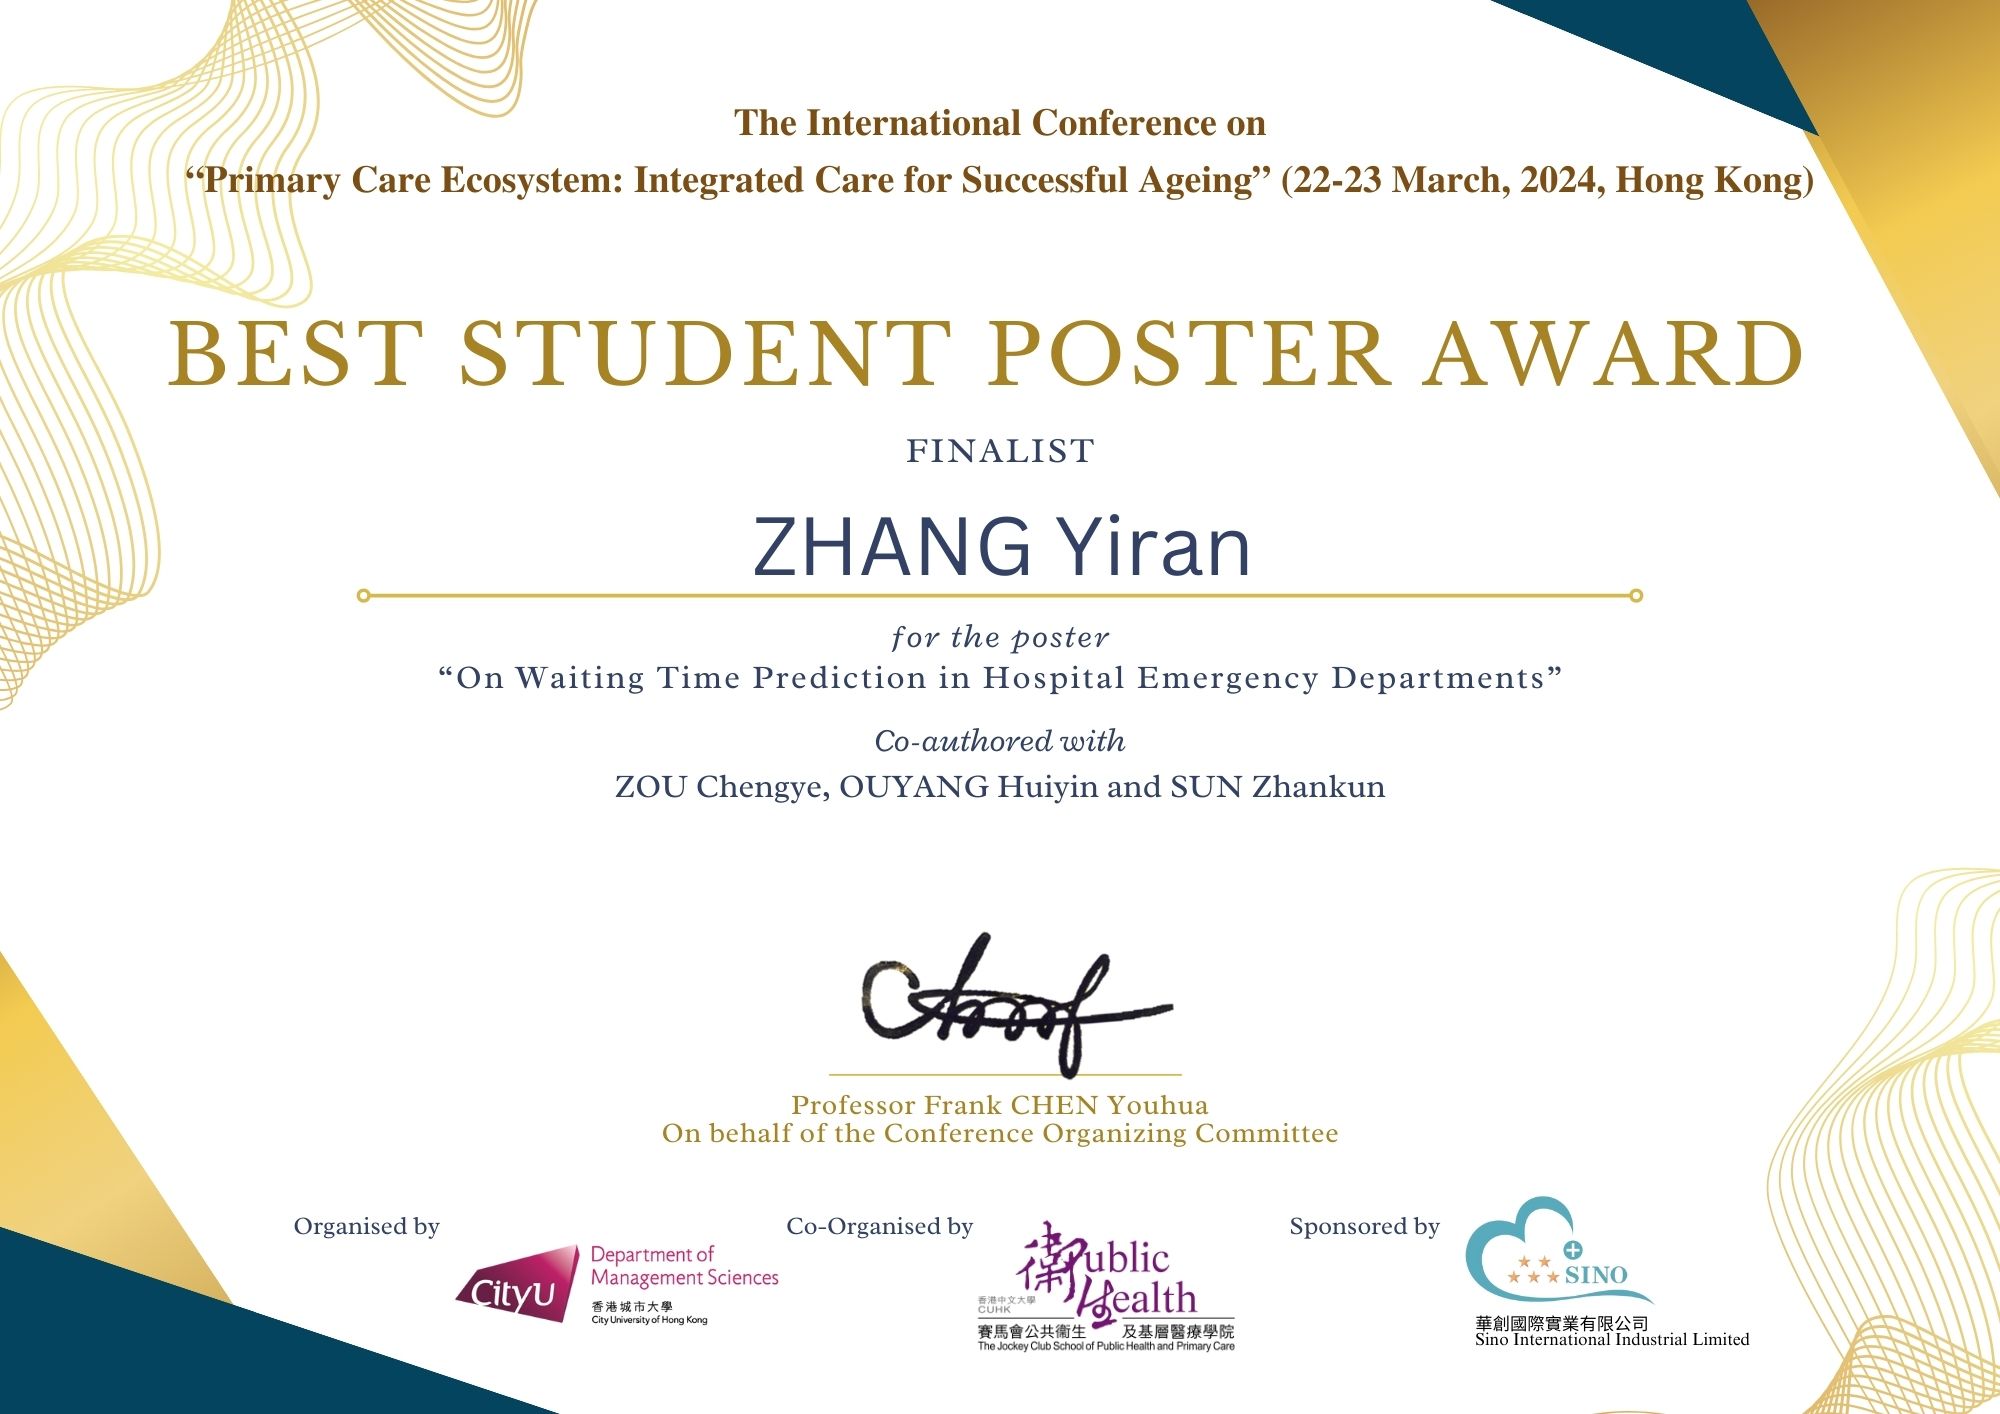 The International Conference on
“Primary Care Ecosystem: Integrated Care for Successful Ageing” (22-23 March, 2024, Hong Kong)
BEST STUDENT POSTER AWARD
FINALIST
ZHANG Yiran
for the poster
“On Waiting Time Prediction in Hospital Emergency Departments”
Co-authored with
ZOU Chengye, OUYANG Huiyin and SUN Zhankun
Professor Frank CHEN Youhua
On behalf of the Conference Organizing Committee
Organised by
CityU
Department of
Management Sciences
香港城市大學
City University of Hong Kong
Co-Organised by
衛 Public
生 Health
香港中文大學
CUHK
賽馬會公共衞生 及基層醫療學院
The Jockey Club School of Public Health and Primary Care
Sponsored by
SINO
華創國際實業有限公司
Sino International Industrial Limited